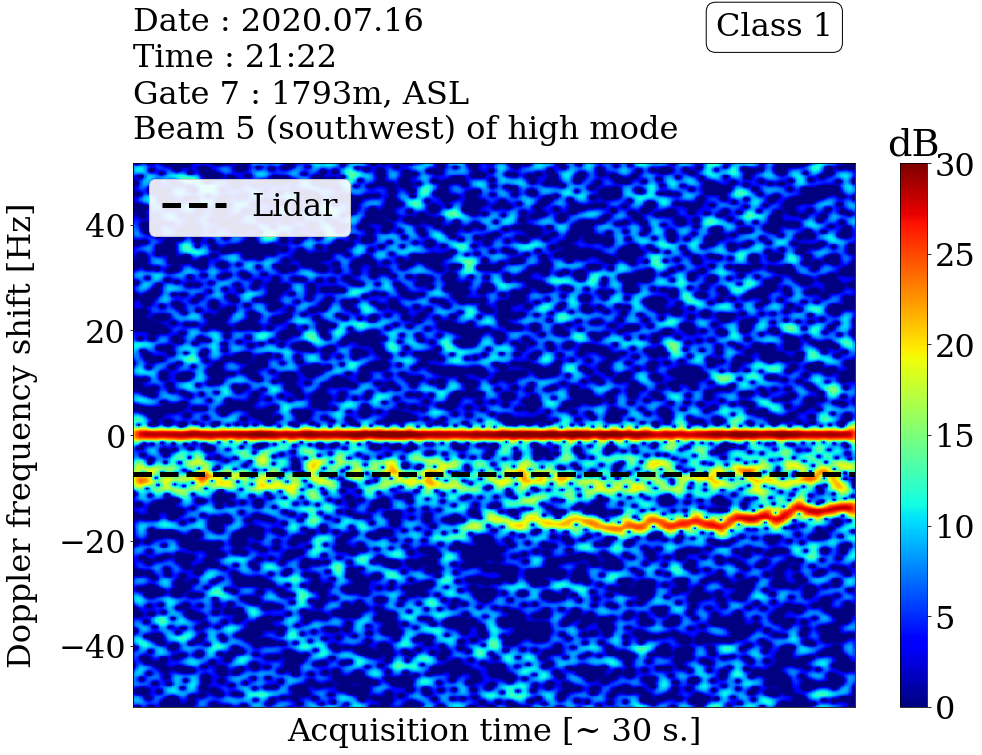 Date : 2020.07.16
Time : 21:22
Gate 7 : 1793m, ASL
Beam 5 (southwest) of high mode
Class 1
dB
Lidar
Doppler frequency shift [Hz]
40
20
0
−20
−40
Acquisition time [~ 30 s.]
30
25
20
15
10
5
0